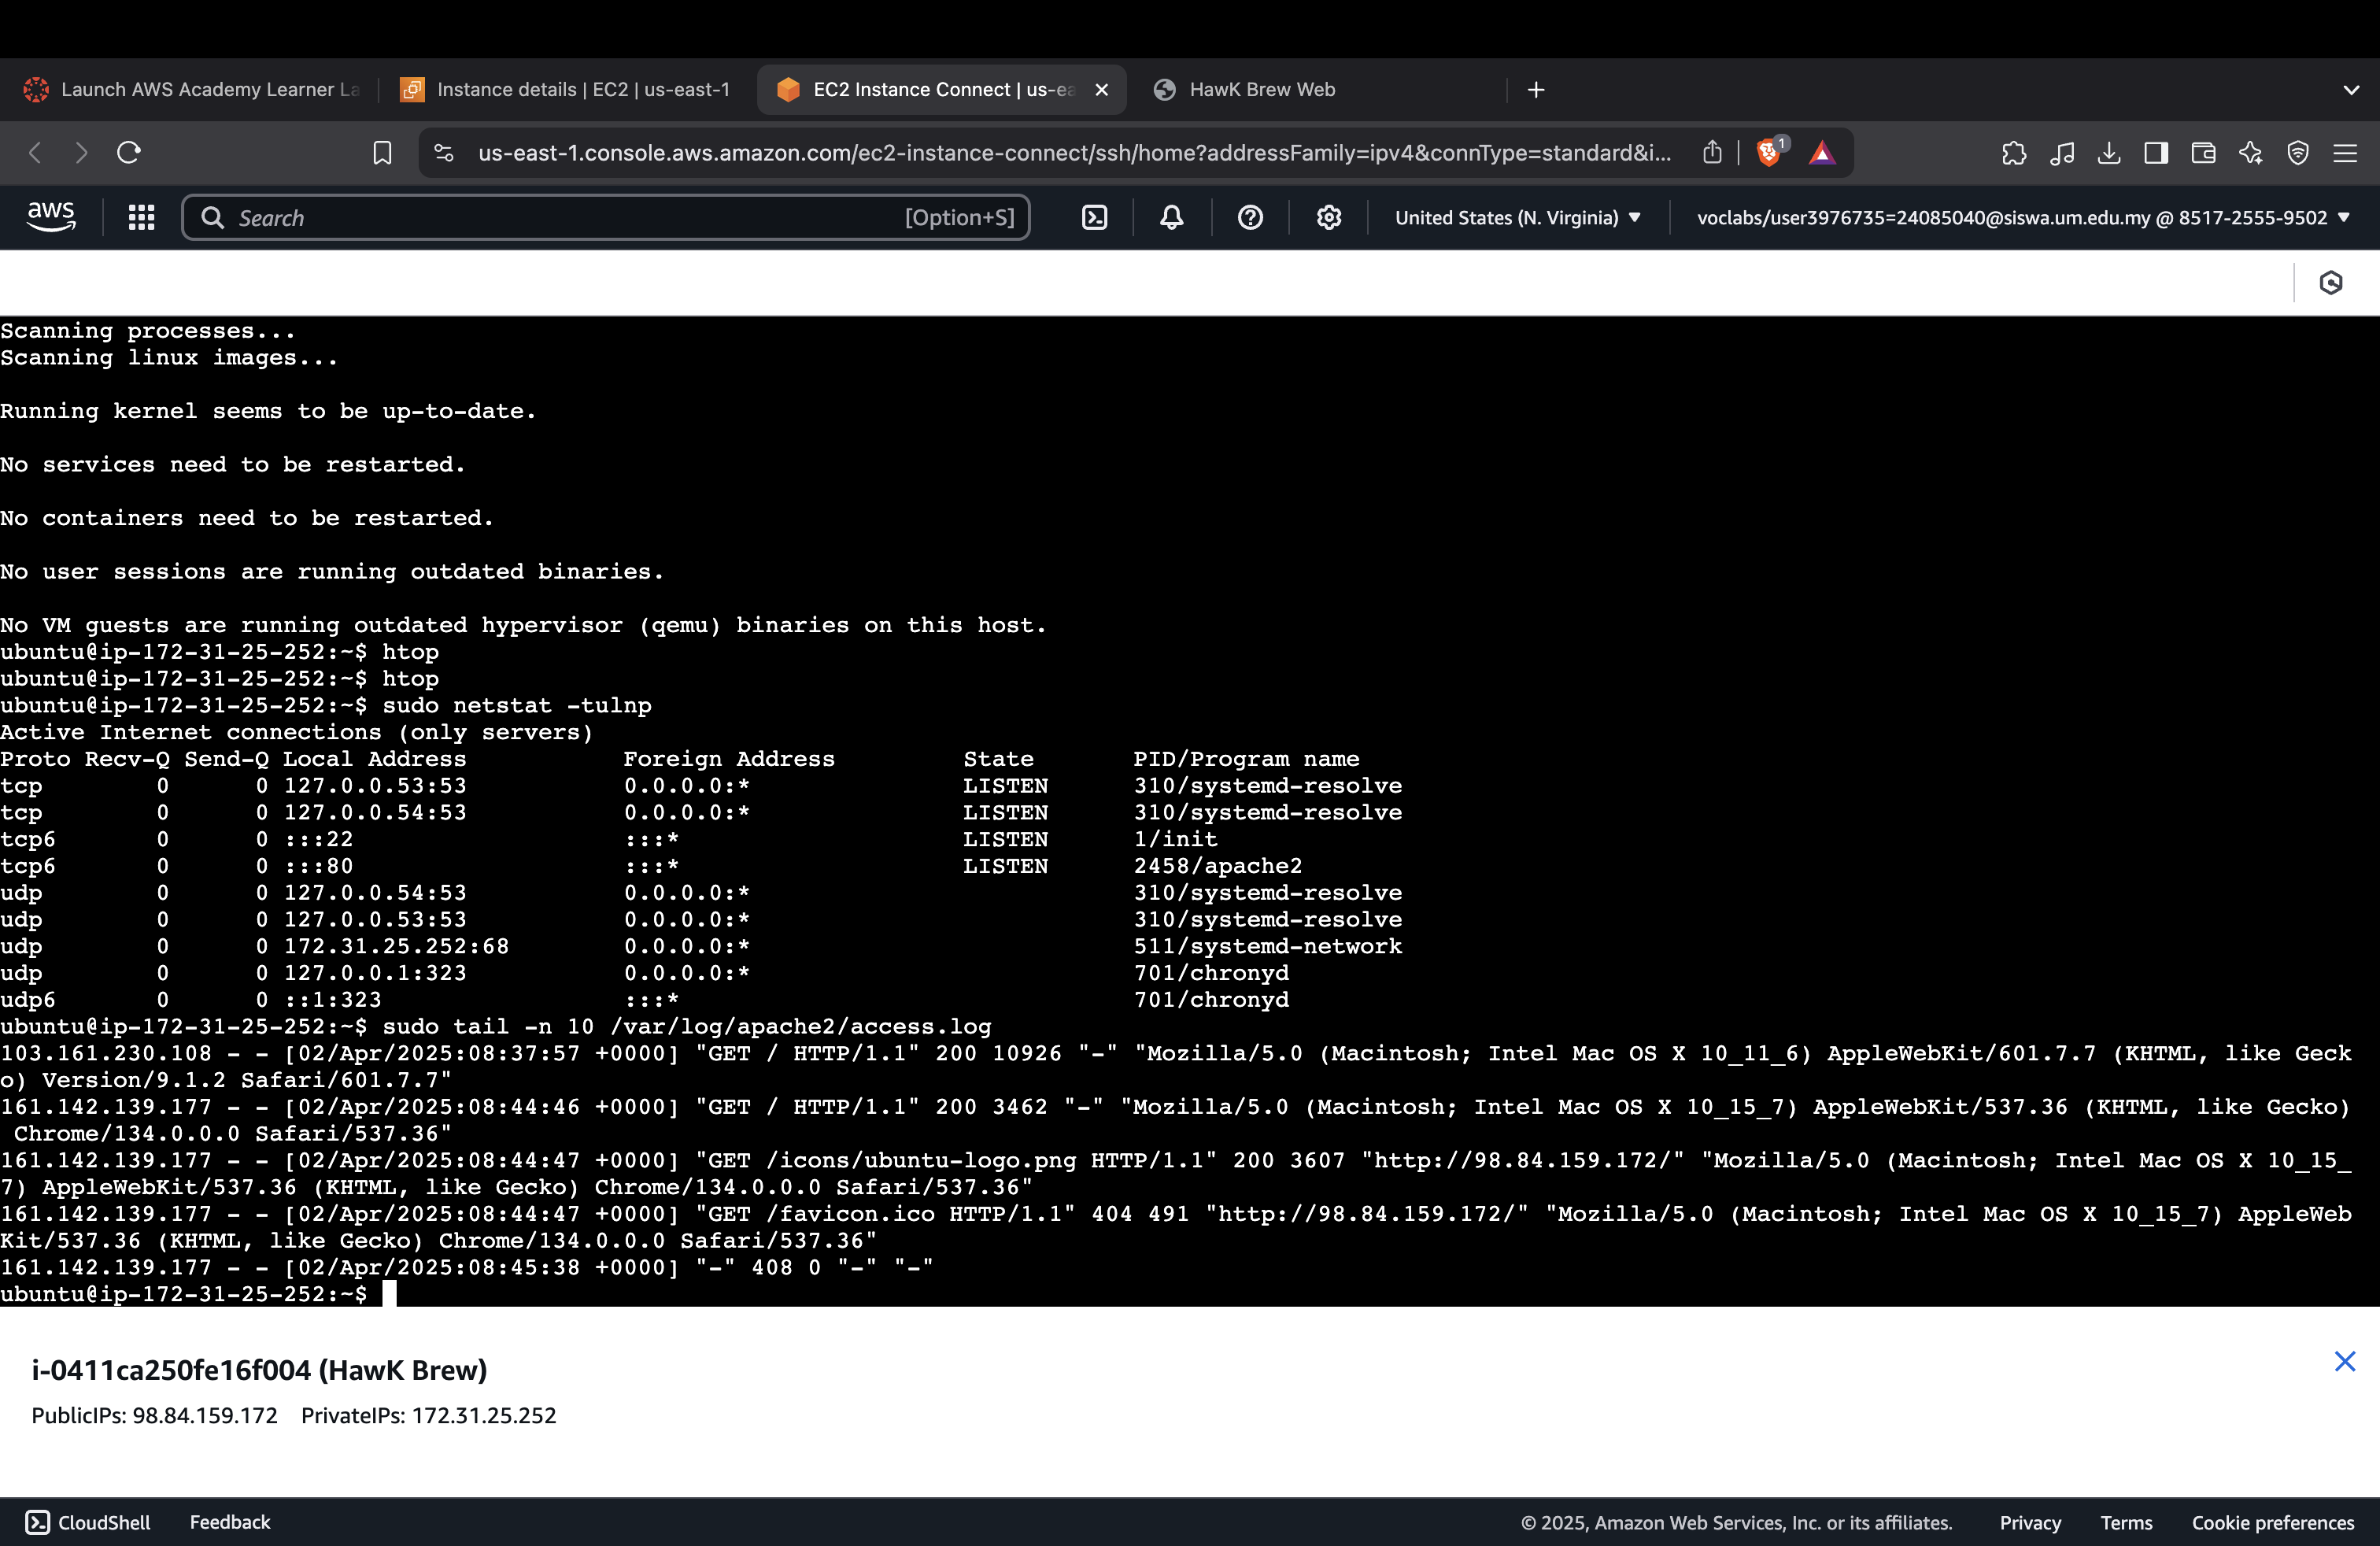 Launch AWS Academy Learner La
Instance details | EC2 | us-east-1
EC2 Instance Connect | us-ea
HawK Brew Web
us-east-1.console.aws.amazon.com/ec2-instance-connect/ssh/home?addressFamily=ipv4&connType=standard&i...
1
aws
Search
[Option+S]
United States (N. Virginia)
voclabs/user3976735=24085040@siswa.um.edu.my @ 8517-2555-9502
Scanning processes...
Scanning linux images...
Running kernel seems to be up-to-date.
No services need to be restarted.
No containers need to be restarted.
No user sessions are running outdated binaries.
No VM guests are running outdated hypervisor (qemu) binaries on this host.
ubuntu@ip-172-31-25-252:~$ htop
ubuntu@ip-172-31-25-252:~$ htop
ubuntu@ip-172-31-25-252:~$ sudo netstat -tulnp
Active Internet connections (only servers)
Proto Recv-Q Send-Q Local Address           Foreign Address         State       PID/Program name
tcp        0      0 127.0.0.53:53           0.0.0.0:*               LISTEN      310/systemd-resolve
tcp        0      0 127.0.0.54:53           0.0.0.0:*               LISTEN      310/systemd-resolve
tcp6       0      0 :::22                   :::*                    LISTEN      1/init
tcp6       0      0 :::80                   :::*                    LISTEN      2458/apache2
udp        0      0 127.0.0.54:53           0.0.0.0:*                           310/systemd-resolve
udp        0      0 127.0.0.53:53           0.0.0.0:*                           310/systemd-resolve
udp        0      0 172.31.25.252:68        0.0.0.0:*                           511/systemd-network
udp        0      0 127.0.0.1:323           0.0.0.0:*                           701/chronyd
udp6       0      0 ::1:323                 :::*                                701/chronyd
ubuntu@ip-172-31-25-252:~$ sudo tail -n 10 /var/log/apache2/access.log
103.161.230.108 - - [02/Apr/2025:08:37:57 +0000] "GET / HTTP/1.1" 200 10926 "-" "Mozilla/5.0 (Macintosh; Intel Mac OS X 10_11_6) AppleWebKit/601.7.7 (KHTML, like Geck
o) Version/9.1.2 Safari/601.7.7"
161.142.139.177 - - [02/Apr/2025:08:44:46 +0000] "GET / HTTP/1.1" 200 3462 "-" "Mozilla/5.0 (Macintosh; Intel Mac OS X 10_15_7) AppleWebKit/537.36 (KHTML, like Gecko)
Chrome/134.0.0.0 Safari/537.36"
161.142.139.177 - - [02/Apr/2025:08:44:47 +0000] "GET /icons/ubuntu-logo.png HTTP/1.1" 200 3607 "http://98.84.159.172/" "Mozilla/5.0 (Macintosh; Intel Mac OS X 10_15_
7) AppleWebKit/537.36 (KHTML, like Gecko) Chrome/134.0.0.0 Safari/537.36"
161.142.139.177 - - [02/Apr/2025:08:44:47 +0000] "GET /favicon.ico HTTP/1.1" 404 491 "http://98.84.159.172/" "Mozilla/5.0 (Macintosh; Intel Mac OS X 10_15_7) AppleWeb
Kit/537.36 (KHTML, like Gecko) Chrome/134.0.0.0 Safari/537.36"
161.142.139.177 - - [02/Apr/2025:08:45:38 +0000] "-" 408 0 "-" "-"
ubuntu@ip-172-31-25-252:~$
i-0411ca250fe16f004 (HawK Brew)
PublicIPs: 98.84.159.172 PrivateIPs: 172.31.25.252
CloudShell
Feedback
© 2025, Amazon Web Services, Inc. or its affiliates.
Privacy
Terms
Cookie preferences